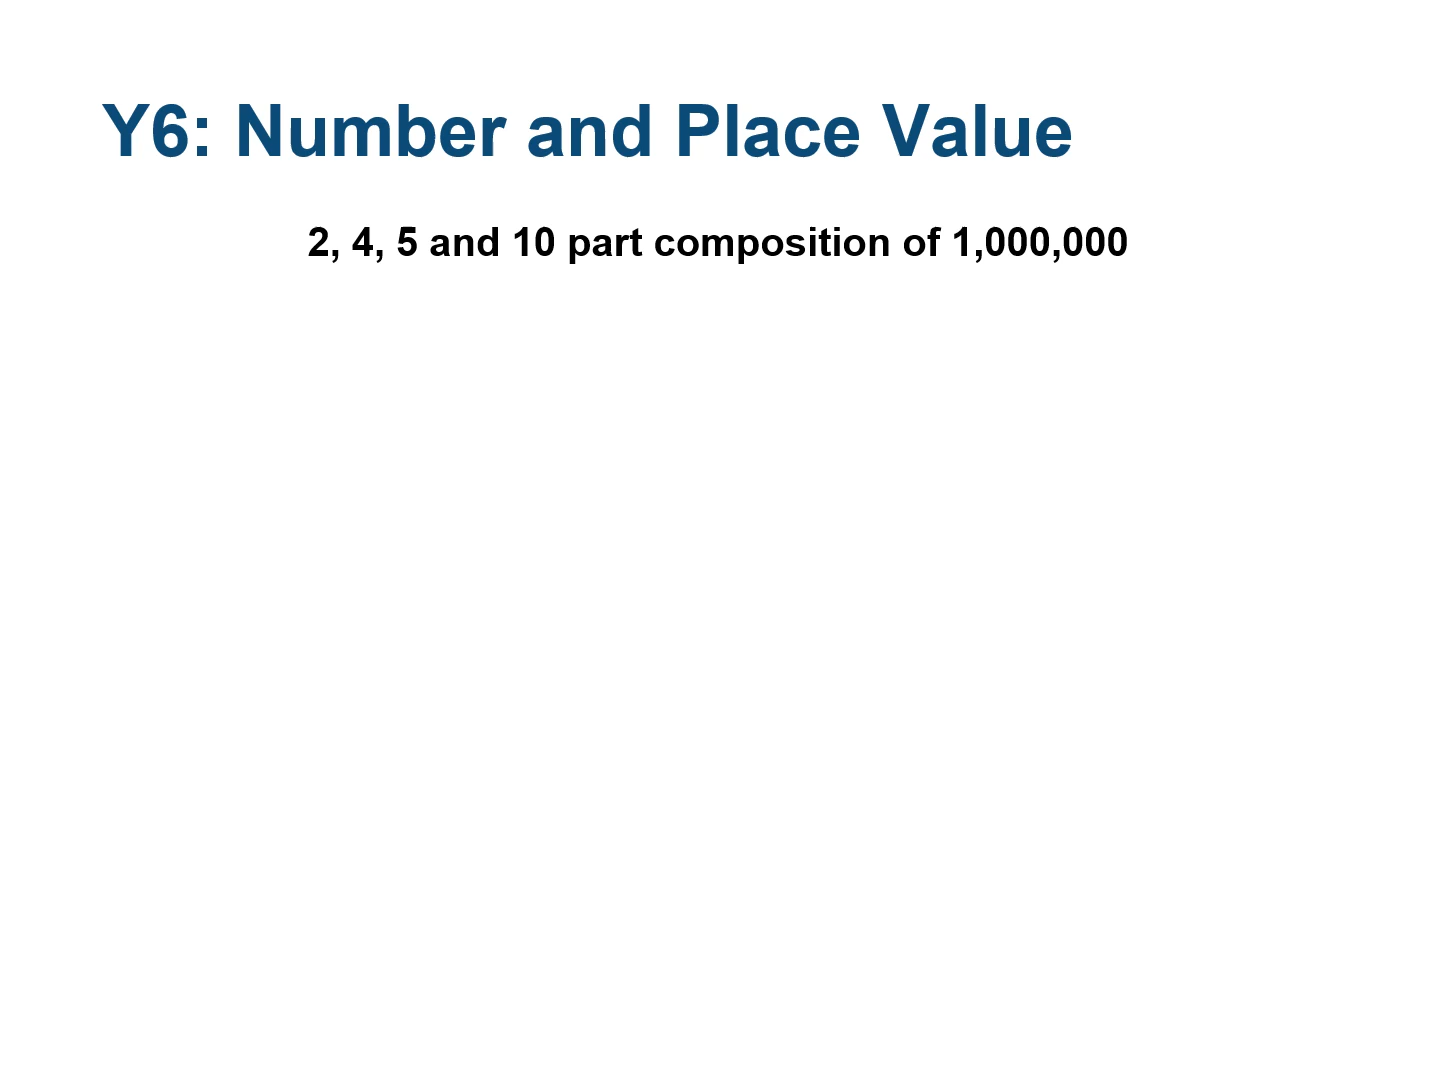 Y6: Number and Place Value
2, 4, 5 and 10 part composition of 1,000,000